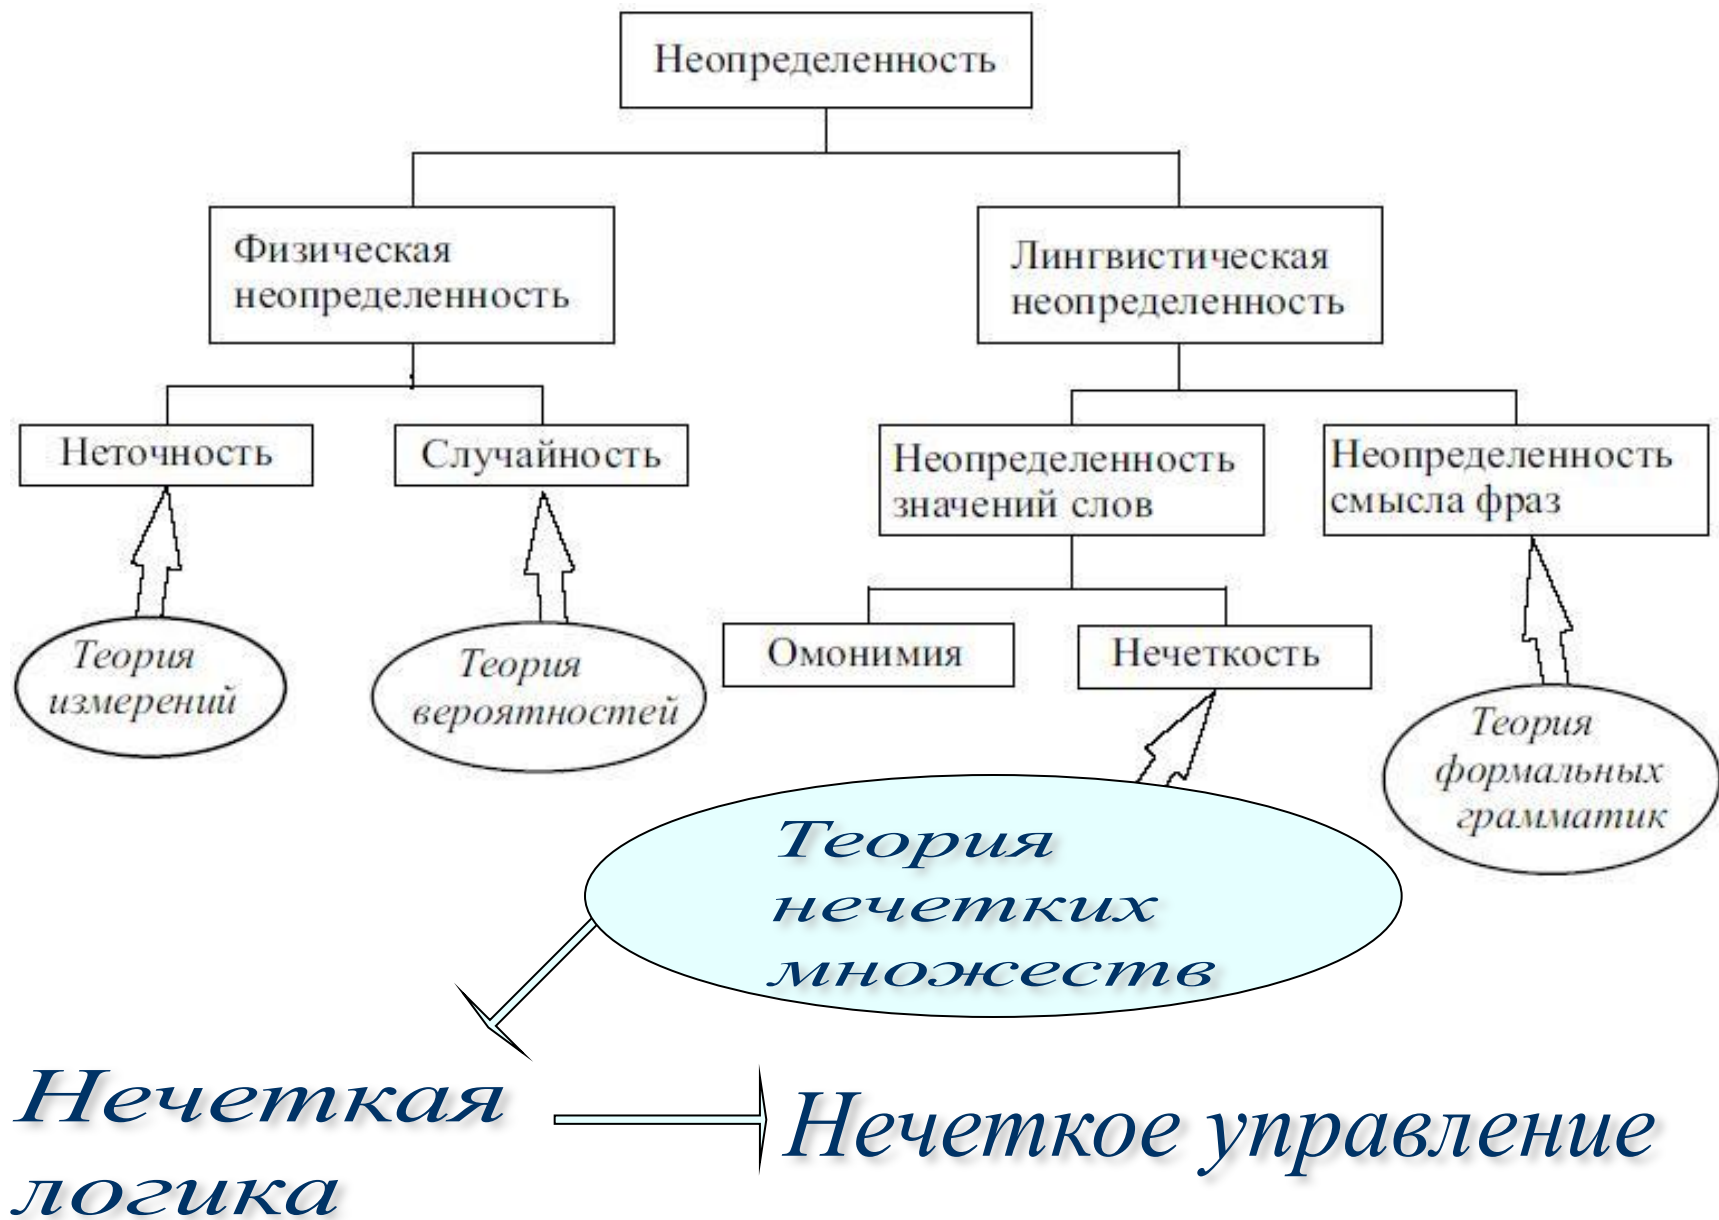 Неопределенность
Физическая
неопределенность
Лингвистическая
неопределенность
Неточность
Случайность
Неопределенность
значений слов
Неопределенность
смысла фраз
Омонимия
Нечеткость
Теория
измерений
Теория
вероятностей
Теория
формальных
грамматик
Теория
нечетких
множеств
Нечеткая
логика
Нечеткое управление